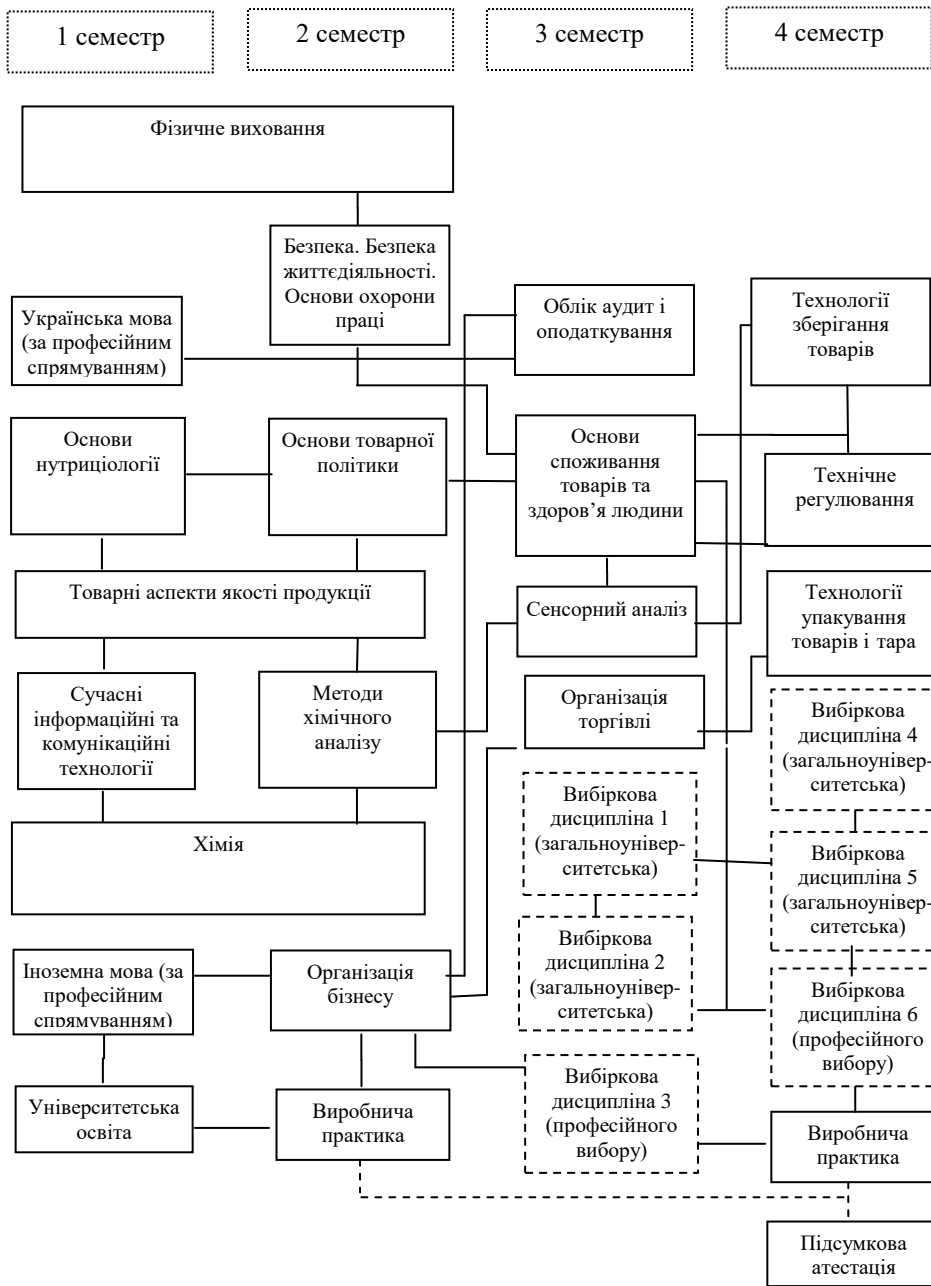 1 семестр
2 семестр
3 семестр
4 семестр
Фізичне виховання
Безпека. Безпека
життєдіяльності.
Основи охорони
праці
Українська мова
(за професійним
спрямуванням)
Облік аудит і
оподаткування
Технології
зберігання
товарів
Основи
нутриціології
Основи товарної
політики
Основи
споживання
товарів та
здоров’я людини
Технічне
регулювання
Товарні аспекти якості продукції
Сенсорний аналіз
Технології
упакування
товарів і тара
Сучасні
інформаційні та
комунікаційні
технології
Методи
хімічного
аналізу
Організація
торгівлі
Вибіркова
дисципліна 4
(загальноунівер-
ситетська)
Хімія
Вибіркова
дисципліна 1
(загальноунівер-
ситетська)
Вибіркова
дисципліна 5
(загальноунівер-
ситетська)
Іноземна мова (за
професійним
спрямуванням)
Організація
бізнесу
Вибіркова
дисципліна 2
(загальноунівер-
ситетська)
Вибіркова
дисципліна 6
(професійного
вибору)
Університетська
освіта
Виробнича
практика
Вибіркова
дисципліна 3
(професійного
вибору)
Виробнича
практика
Підсумкова
атестація